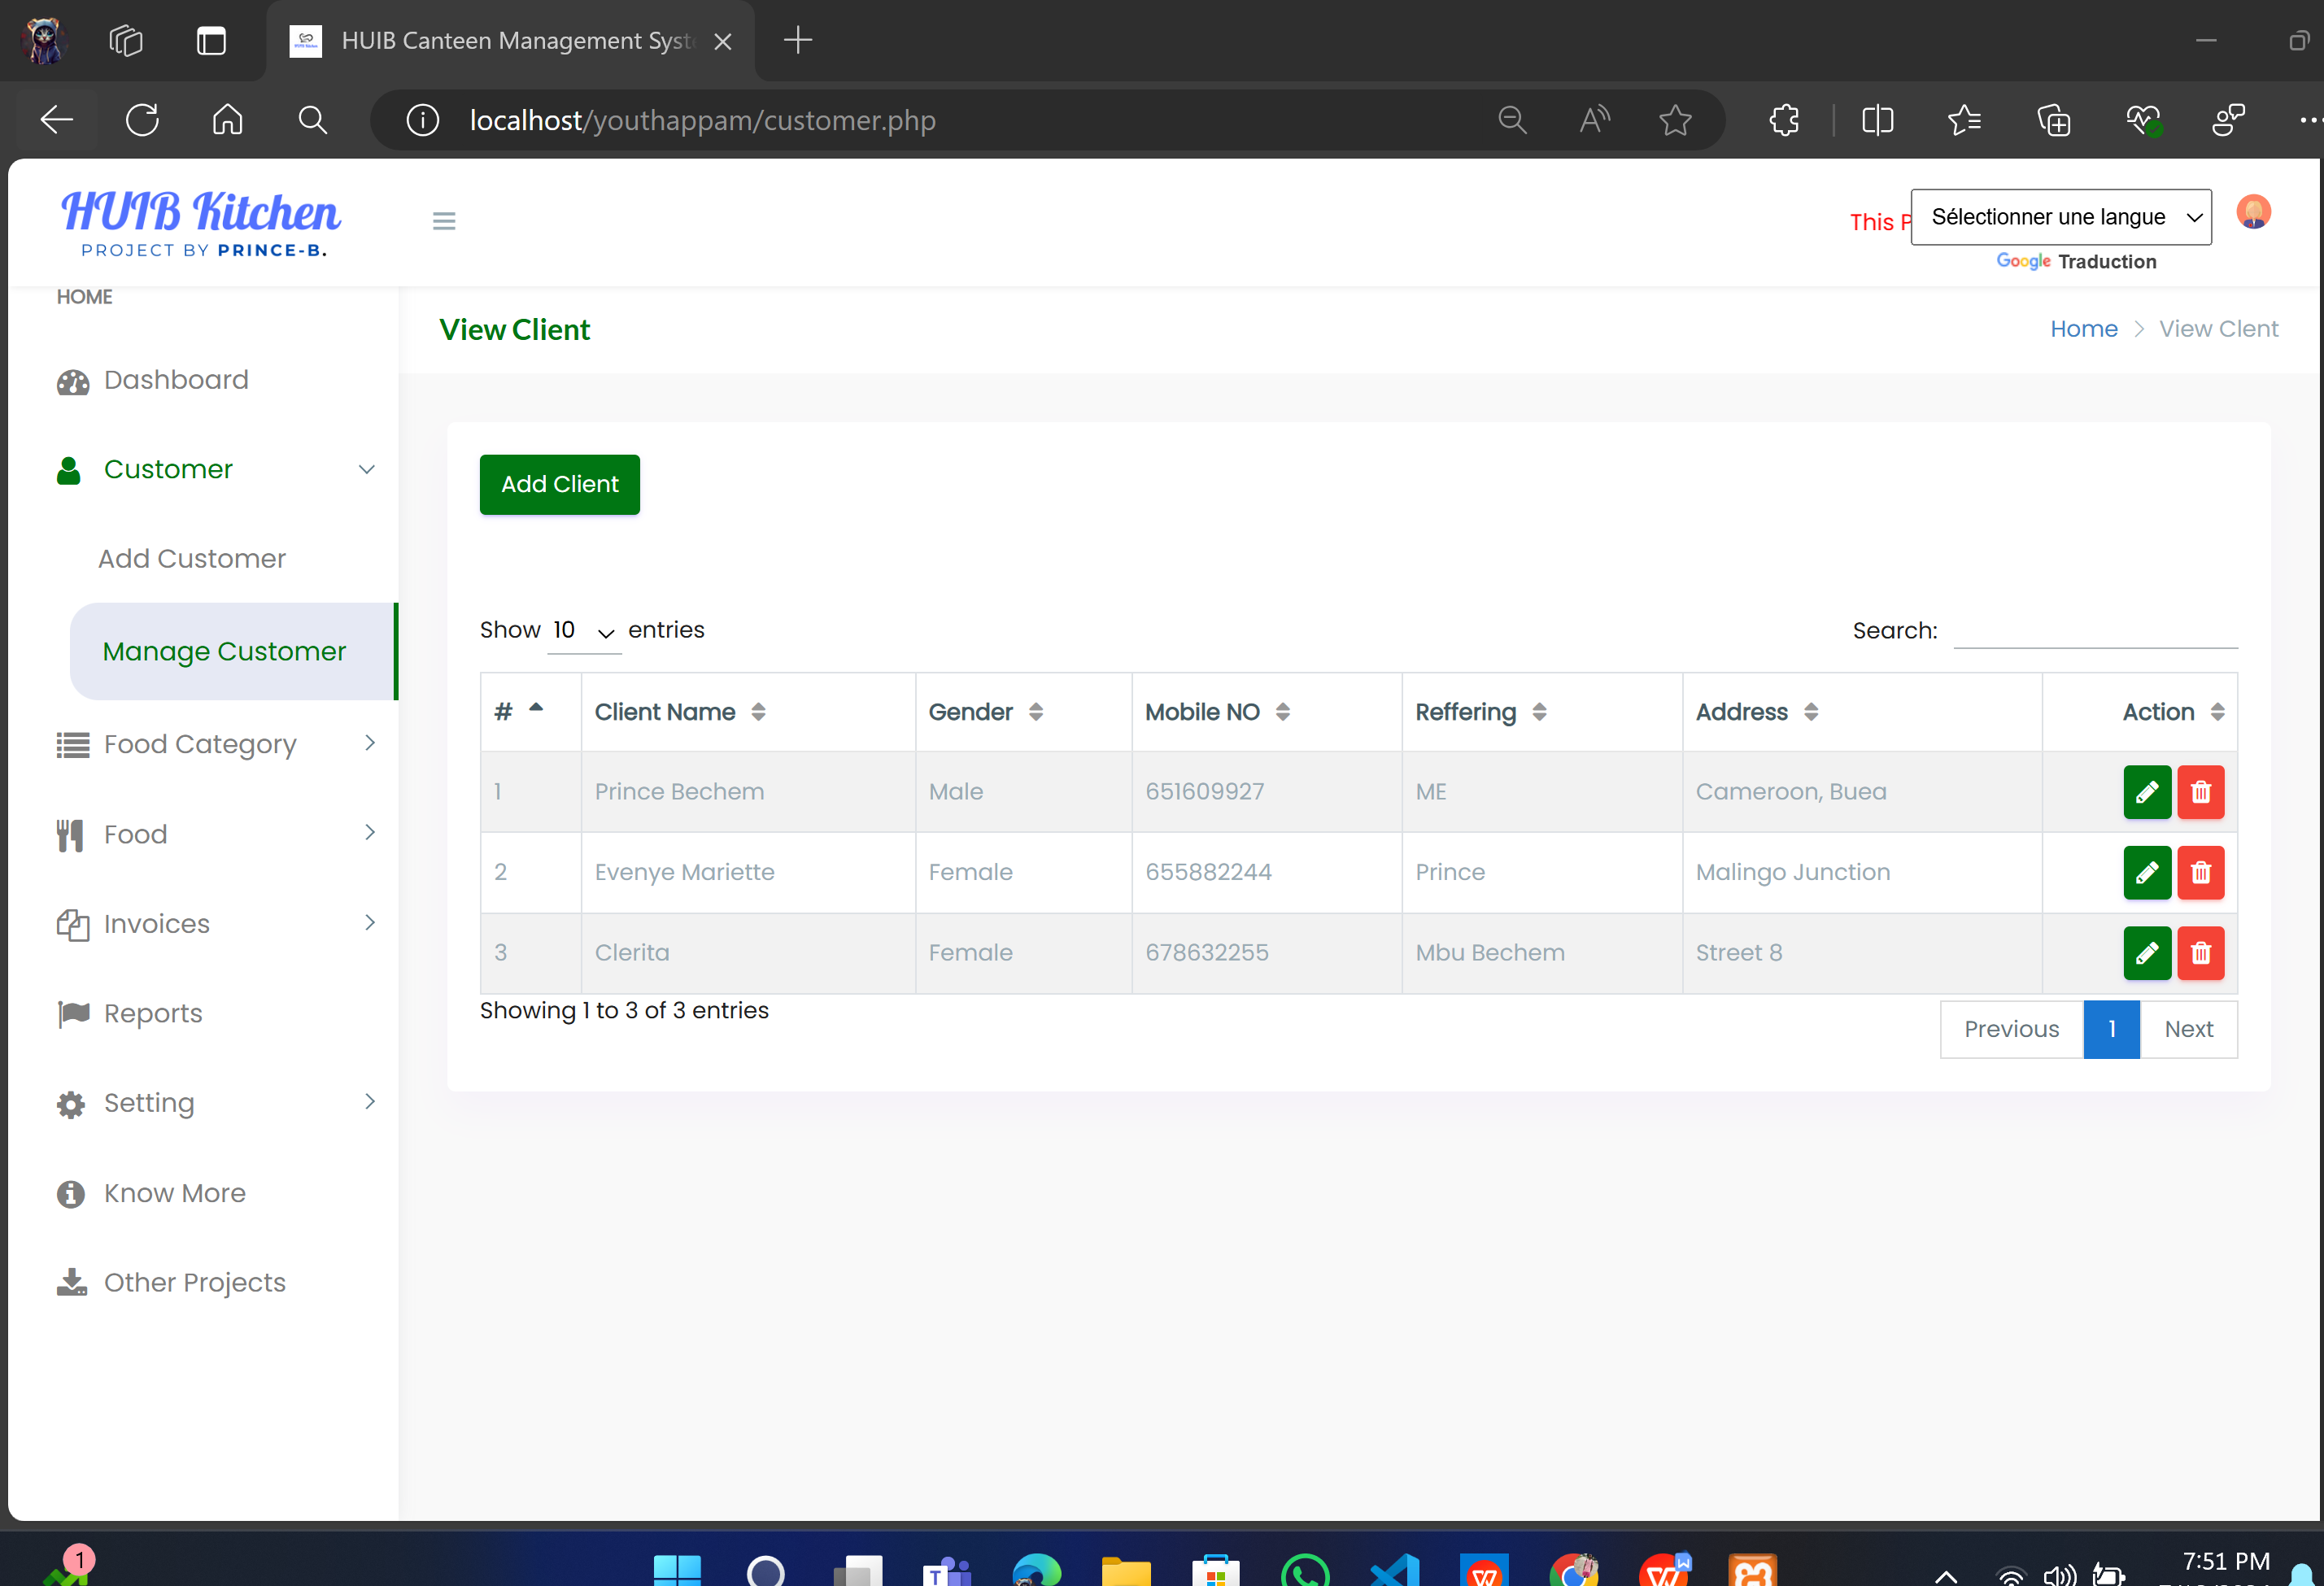 HUIB Canteen Management Syst
localhost/youthappam/customer.php
HUIB Kitchen
PROJECT BY PRINCE-B.
This P
Sélectionner une langue
Google Traduction
HOME
View Client
Home > View Clent
Dashboard
Customer
Add Customer
Manage Customer
Food Category
Food
Invoices
Reports
Setting
Know More
Other Projects
Add Client
Show 10 entries
Search:
# Client Name Gender Mobile NO Reffering Address Action
1 Prince Bechem Male 651609927 ME Cameroon, Buea
2 Evenye Mariette Female 655882244 Prince Malingo Junction
3 Clerita Female 678632255 Mbu Bechem Street 8
Showing 1 to 3 of 3 entries
Previous 1 Next
1
7:51 PM